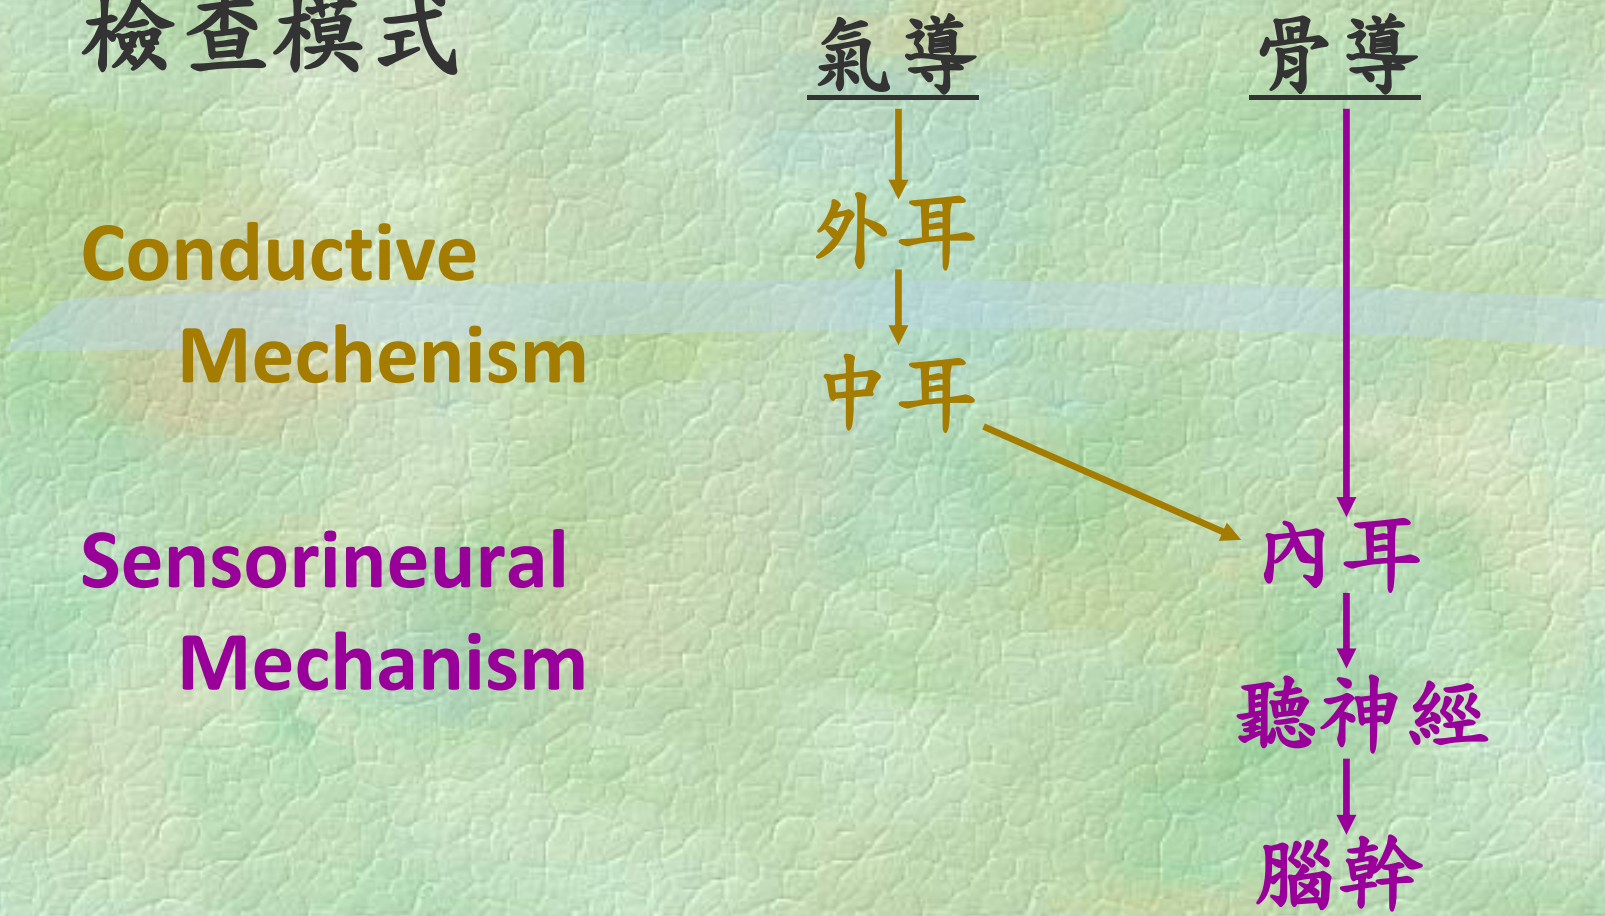 檢查模式 氣導 骨導
外耳
Conductive
Mechenism
中耳
Sensorineural
內耳
Mechanism
聽神經
腦幹